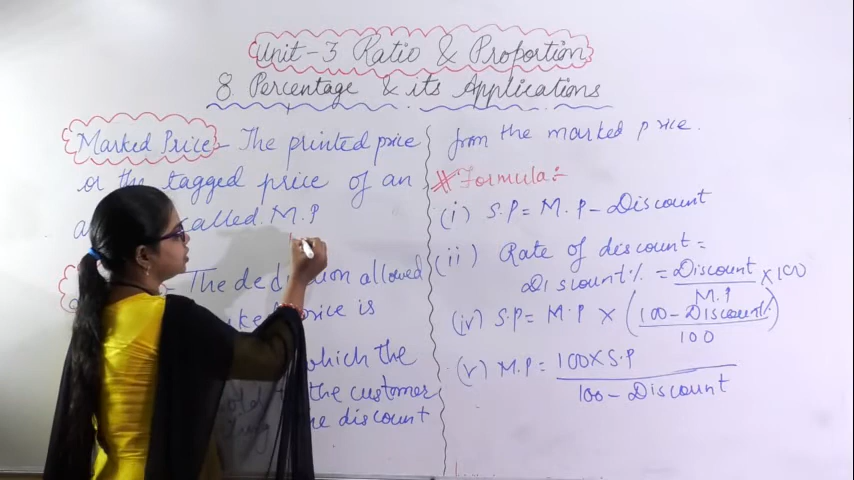 Unit-3 Ratio & Proportion
8 Percentage & its Applications
Marked Price - The printed price
or the tagged price of an
called M.P
- The deduction allowed
price is
which the
the customer
discount
from the marked price.
* Formula:-
(i) S.P = M.P - Discount
(ii) Rate of discount =
Discount% = Discount/M.P × 100
(iv) S.P = M.P × (100 - Discount%/100)
(v) M.P = 100 × S.P/100 - Discount